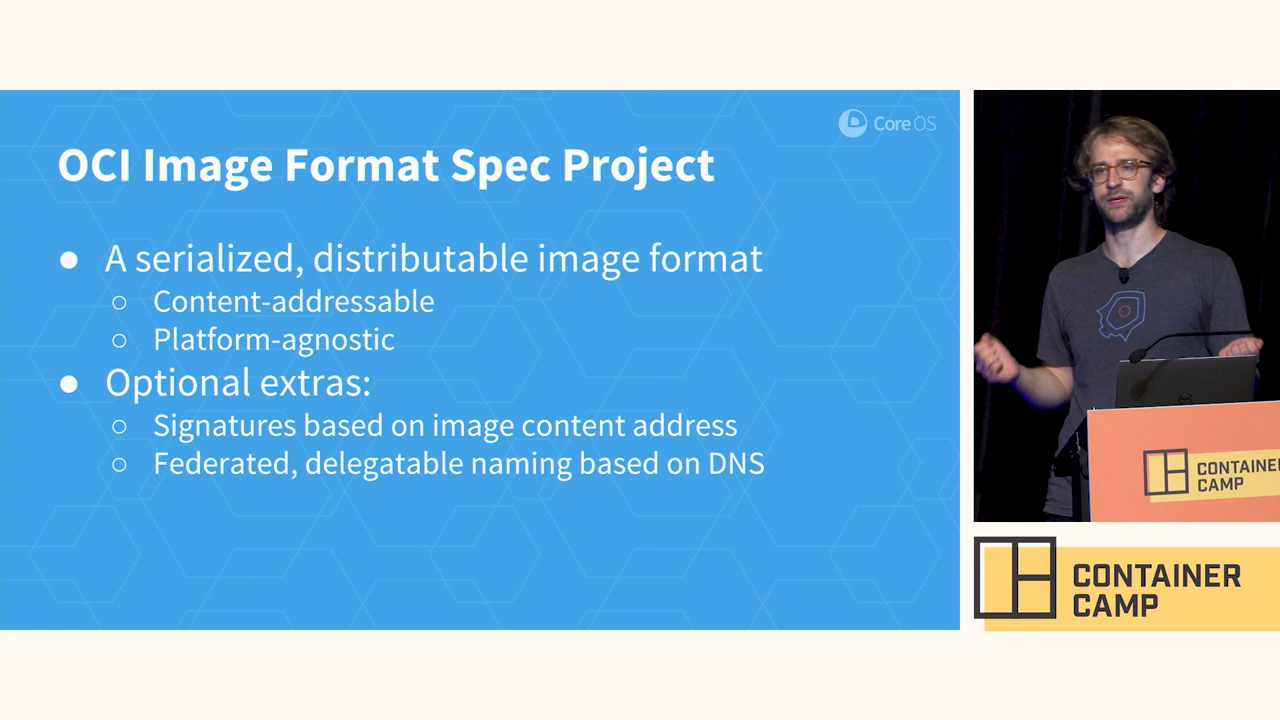 CoreOS
OCI Image Format Spec Project
● A serialized, distributable image format
○ Content-addressable
○ Platform-agnostic
● Optional extras:
○ Signatures based on image content address
○ Federated, delegatable naming based on DNS
CONTAINE
CAMP
CONTAINER
CAMP